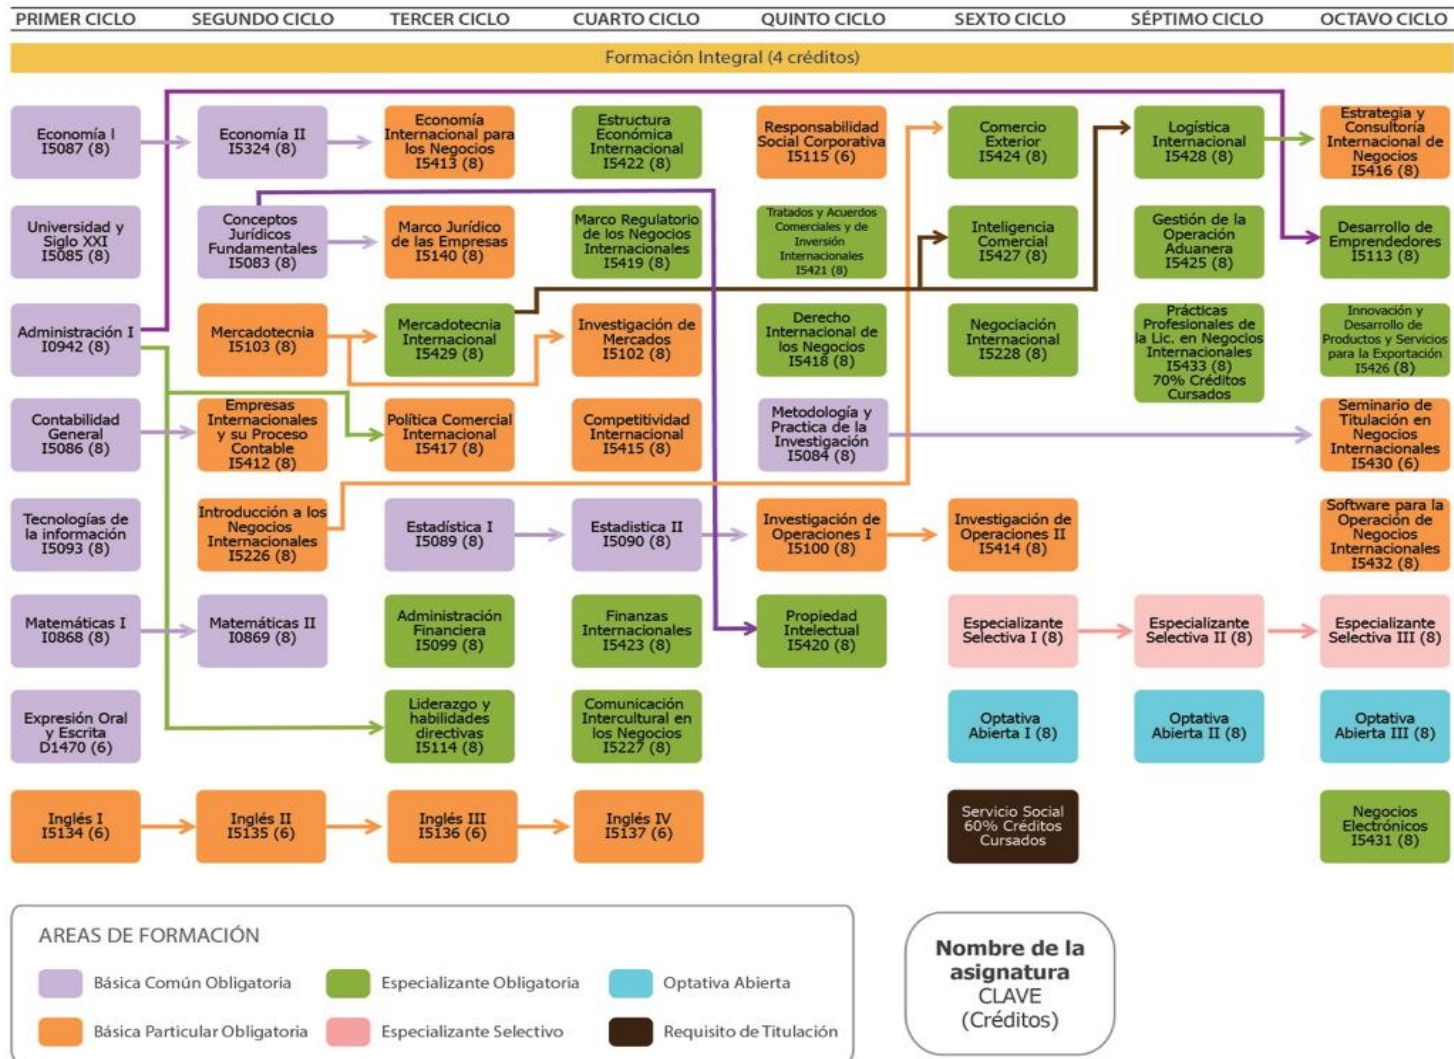 PRIMER CICLO
SEGUNDO CICLO
TERCER CICLO
CUARTO CICLO
QUINTO CICLO
SEXTO CICLO
SÉPTIMO CICLO
OCTAVO CICLO
Formación Integral (4 créditos)
Economía I
I5087 (8)
Economía II
I5324 (8)
Economía
Internacional para
los Negocios
I5413 (8)
Estructura
Económica
Internacional
I5422 (8)
Responsabilidad
Social Corporativa
I5115 (6)
Comercio
Exterior
I5424 (8)
Logística
Internacional
I5428 (8)
Estrategia y
Consultoría
Internacional de
Negocios
I5416 (8)
Universidad y
Siglo XXI
I5085 (8)
Conceptos
Jurídicos
Fundamentales
I5083 (8)
Marco Jurídico
de las Empresas
I5140 (8)
Marco Regulatorio
de los Negocios
Internacionales
I5419 (8)
Tratados y Acuerdos
Comerciales y de
Inversión
Internacionales
I5421 (8)
Inteligencia
Comercial
I5427 (8)
Gestión de la
Operación
Aduanera
I5425 (8)
Desarrollo de
Emprendedores
I5113 (8)
Administración I
I0942 (8)
Mercadotecnia
I5103 (8)
Mercadotecnia
Internacional
I5429 (8)
Investigación de
Mercados
I5102 (8)
Derecho
Internacional de
los Negocios
I5418 (8)
Negociación
Internacional
I5228 (8)
Prácticas
Profesionales de
la Lic. en Negocios
Internacionales
I5433 (8)
70% Créditos
Cursados
Innovación y
Desarrollo de
Productos y Servicios
para la Exportación
I5426 (8)
Contabilidad
General
I5086 (8)
Empresas
Internacionales
y su Proceso
Contable
I5412 (8)
Política Comercial
Internacional
I5417 (8)
Competitividad
Internacional
I5415 (8)
Metodología y
Practica de la
Investigación
I5084 (8)
Seminario de
Titulación en
Negocios
Internacionales
I5430 (6)
Tecnologías de
la información
I5093 (8)
Introducción a los
Negocios
Internacionales
I5226 (8)
Estadística I
I5089 (8)
Estadistica II
I5090 (8)
Investigación de
Operaciones I
I5100 (8)
Investigación de
Operaciones II
I5414 (8)
Software para la
Operación de
Negocios
Internacionales
I5432 (8)
Matemáticas I
I0868 (8)
Matemáticas II
I0869 (8)
Administración
Financiera
I5099 (8)
Finanzas
Internacionales
I5423 (8)
Propiedad
Intelectual
I5420 (8)
Especializante
Selectiva I (8)
Especializante
Selectiva II (8)
Especializante
Selectiva III (8)
Expresión Oral
y Escrita
D1470 (6)
Liderazgo y
habilidades
directivas
I5114 (8)
Comunicación
Intercultural en
los Negocios
I5227 (8)
Optativa
Abierta I (8)
Optativa
Abierta II (8)
Optativa
Abierta III (8)
Inglés I
I5134 (6)
Inglés II
I5135 (6)
Inglés III
I5136 (6)
Inglés IV
I5137 (6)
Servicio Social
60% Créditos
Cursados
Negocios
Electrónicos
I5431 (8)
AREAS DE FORMACIÓN
Básica Común Obligatoria
Especializante Obligatoria
Optativa Abierta
Básica Particular Obligatoria
Especializante Selectivo
Requisito de Titulación
Nombre de la
asignatura
CLAVE
(Créditos)